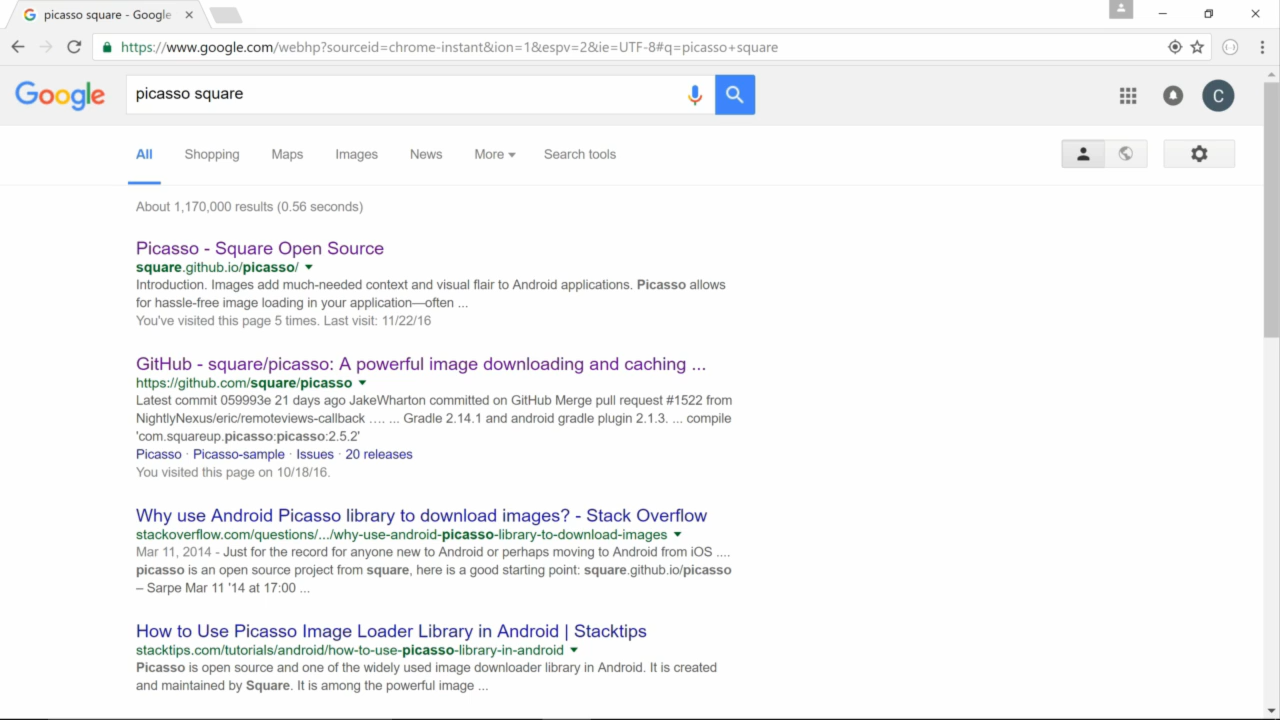 picasso square - Google
https://www.google.com/webhp?sourceid=chrome-instant&ion=1&espv=2&ie=UTF-8#q=picasso+square
Google
picasso square
C
All Shopping Maps Images News More Search tools
About 1,170,000 results (0.56 seconds)
Picasso - Square Open Source
square.github.io/picasso/
Introduction. Images add much-needed context and visual flair to Android applications. Picasso allows
for hassle-free image loading in your application—often ...
You've visited this page 5 times. Last visit: 11/22/16
GitHub - square/picasso: A powerful image downloading and caching ...
https://github.com/square/picasso
Latest commit 059993e 21 days ago JakeWharton committed on GitHub Merge pull request #1522 from
NightlyNexus/eric/remoteviews-callback .... ... Gradle 2.14.1 and android gradle plugin 2.1.3. ... compile
'com.squareup.picasso:picasso:2.5.2'
Picasso · Picasso-sample · Issues · 20 releases
You visited this page on 10/18/16.
Why use Android Picasso library to download images? - Stack Overflow
stackoverflow.com/questions/.../why-use-android-picasso-library-to-download-images
Mar 11, 2014 - Just for the record for anyone new to Android or perhaps moving to Android from iOS ....
picasso is an open source project from square, here is a good starting point: square.github.io/picasso
– Sarpe Mar 11 '14 at 17:00 ...
How to Use Picasso Image Loader Library in Android | Stacktips
stacktips.com/tutorials/android/how-to-use-picasso-library-in-android
Picasso is open source and one of the widely used image downloader library in Android. It is created
and maintained by Square. It is among the powerful image ...